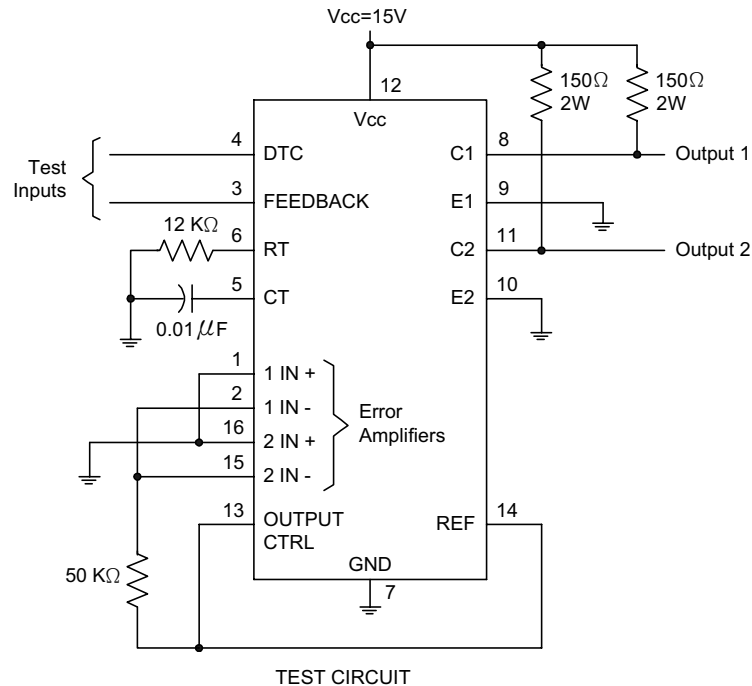 Vcc=15V
12
Vcc
150Ω
2W
150Ω
2W
Test
Inputs
4
DTC
C1
8
Output 1
3
FEEDBACK
E1
9
12 KΩ
6
RT
C2
11
Output 2
5
CT
E2
10
0.01 μF
1
1 IN +
2
1 IN -
16
2 IN +
15
2 IN -
Error
Amplifiers
13
OUTPUT
CTRL
REF
14
50 KΩ
GND
7
TEST CIRCUIT